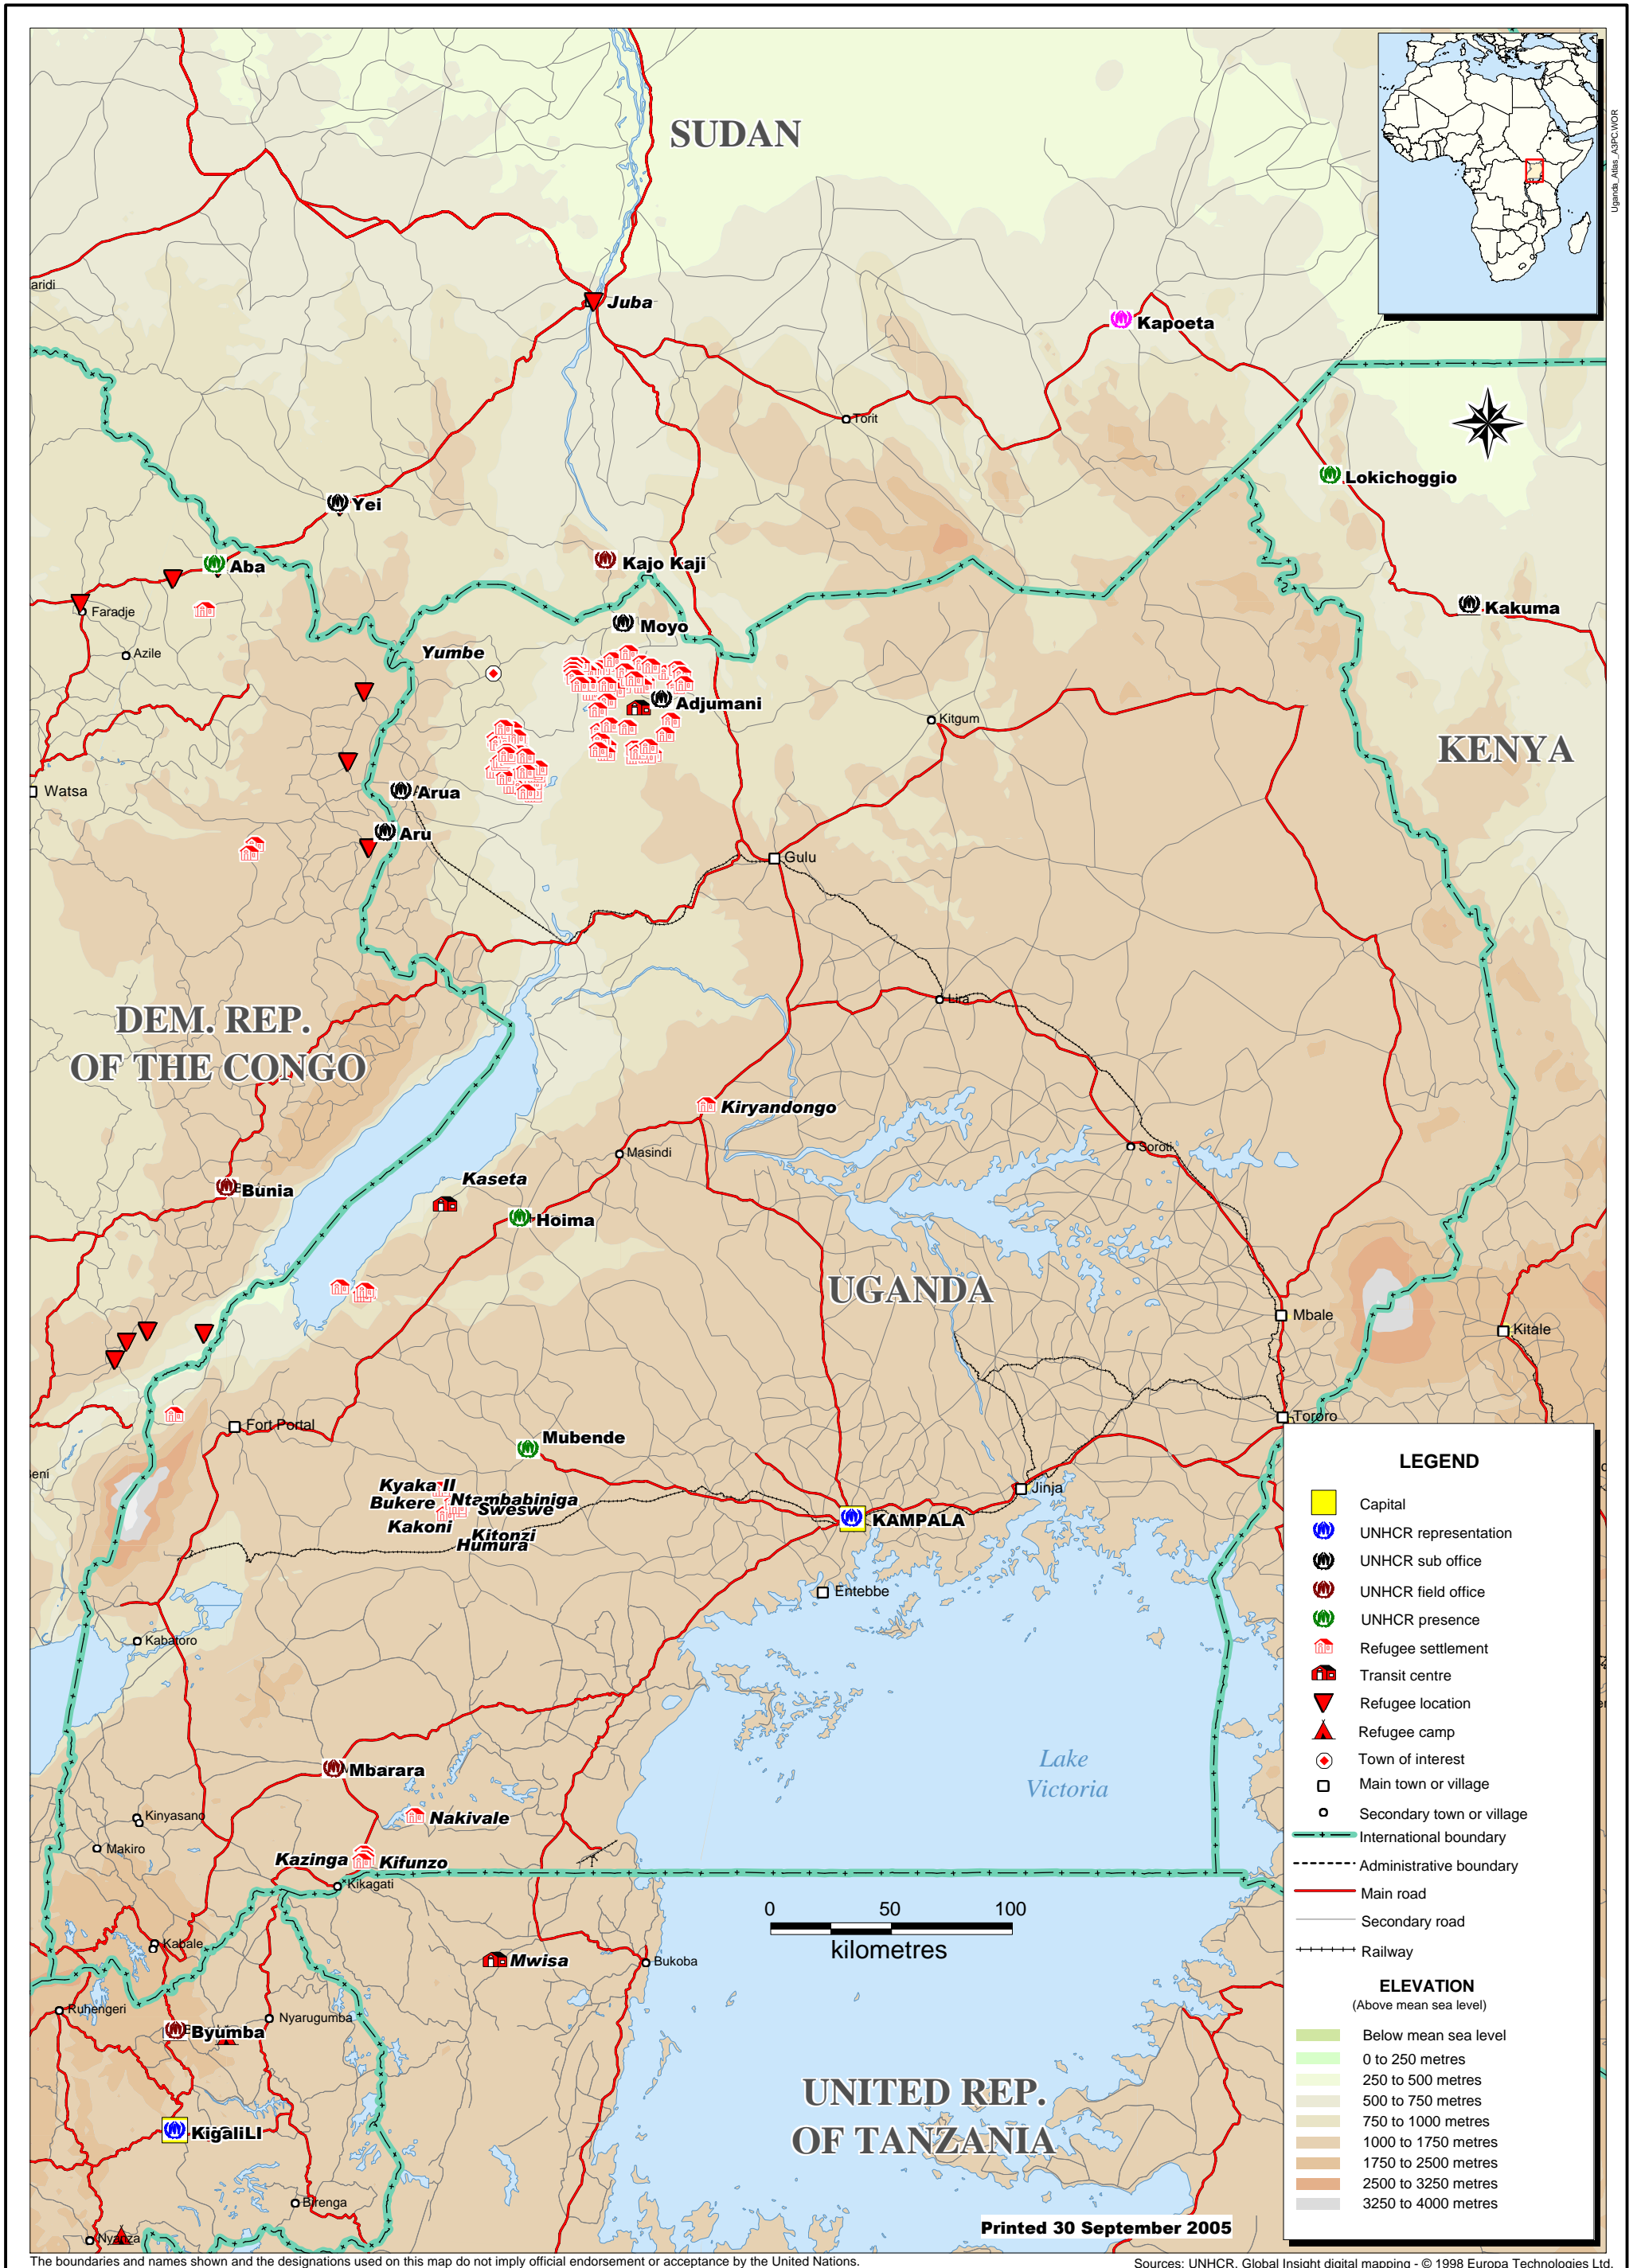 Uganda_Atlas_A3PC.WOR
SUDAN
aridi
Juba
Kapoeta
Torit
Lokichoggio
Yei
Aba
Kajo Kaji
Kakuma
Faradje
Moyo
Azile
Yumbe
Adjumani
Kitgum
KENYA
Watsa
Arua
Aru
Gulu
Lira
DEM. REP.
OF THE CONGO
Kiryandongo
Masindi
Soroti
Kaseta
Bunia
Hoima
UGANDA
Mbale
Kitale
Fort Portal
Tororo
Mubende
eni
Kyaka II
Bukere
Ntambabiniga
Sweswe
Kakoni
Kitonzi
Humura
Jinja
KAMPALA
Entebbe
Kabatoro
Lake
Victoria
Mbarara
Kinyasano
Nakivale
Makiro
Kazinga
Kifunzo
Kikagati
Kabale
Mwisa
Bukoba
0 50 100
kilometres
Ruhengeri
Nyarugumba
Byumba
UNITED REP.
OF TANZANIA
KigaliLI
Birenga
Nyanza
LEGEND
Capital
UNHCR representation
UNHCR sub office
UNHCR field office
UNHCR presence
Refugee settlement
Transit centre
Refugee location
Refugee camp
Town of interest
Main town or village
Secondary town or village
International boundary
Administrative boundary
Main road
Secondary road
Railway
ELEVATION
(Above mean sea level)
Below mean sea level
0 to 250 metres
250 to 500 metres
500 to 750 metres
750 to 1000 metres
1000 to 1750 metres
1750 to 2500 metres
2500 to 3250 metres
3250 to 4000 metres
Printed 30 September 2005
The boundaries and names shown and the designations used on this map do not imply official endorsement or acceptance by the United Nations.
Sources: UNHCR, Global Insight digital mapping - © 1998 Europa Technologies Ltd.